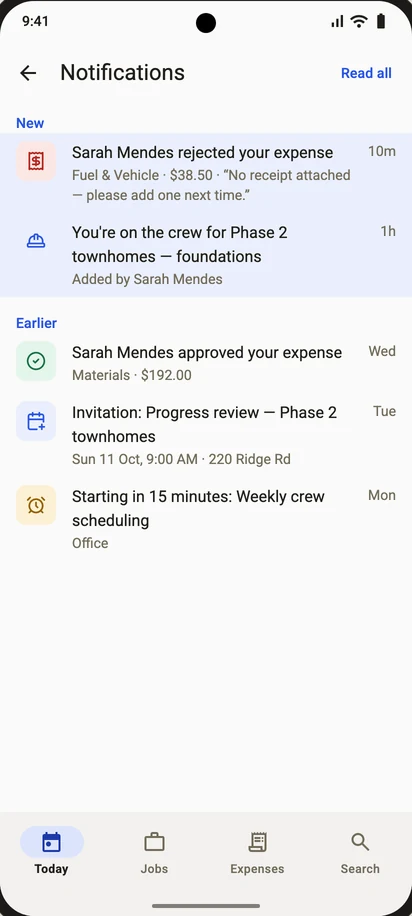 9:41
Notifications
Read all
New
Sarah Mendes rejected your expense
10m
Fuel & Vehicle · $38.50 · “No receipt attached
— please add one next time.”
You're on the crew for Phase 2
1h
townhomes — foundations
Added by Sarah Mendes
Earlier
Sarah Mendes approved your expense
Wed
Materials · $192.00
Invitation: Progress review — Phase 2
Tue
townhomes
Sun 11 Oct, 9:00 AM · 220 Ridge Rd
Starting in 15 minutes: Weekly crew
Mon
scheduling
Office
Today
Jobs
Expenses
Search